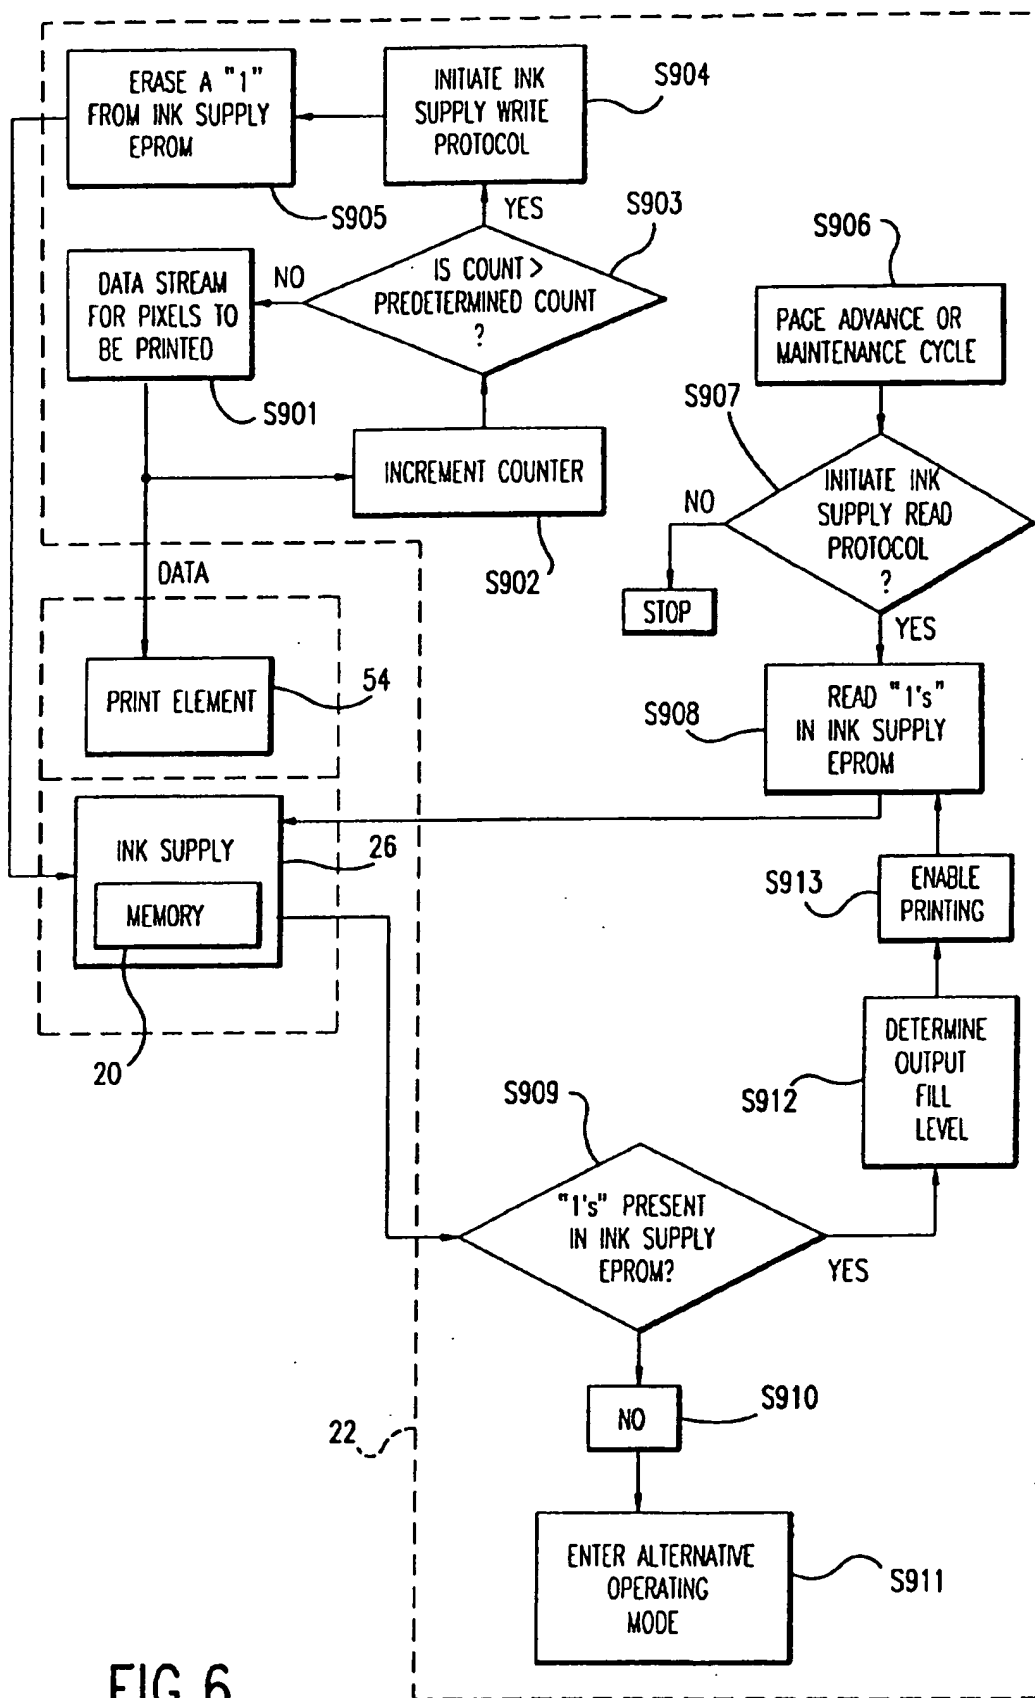 ERASE A "1"
FROM INK SUPPLY
EPROM
S905
INITIATE INK
SUPPLY WRITE
PROTOCOL
S904
YES
S903
IS COUNT >
PREDETERMINED COUNT
?
NO
DATA STREAM
FOR PIXELS TO
BE PRINTED
S901
INCREMENT COUNTER
S902
S906
PAGE ADVANCE OR
MAINTENANCE CYCLE
S907
INITIATE INK
SUPPLY READ
PROTOCOL
?
NO
STOP
YES
DATA
PRINT ELEMENT
54
S908
READ "1's"
IN INK SUPPLY
EPROM
INK SUPPLY
26
MEMORY
20
S913
ENABLE
PRINTING
S912
DETERMINE
OUTPUT
FILL
LEVEL
S909
"1's" PRESENT
IN INK SUPPLY
EPROM?
YES
NO
S910
22
ENTER ALTERNATIVE
OPERATING
MODE
S911
FIG.6